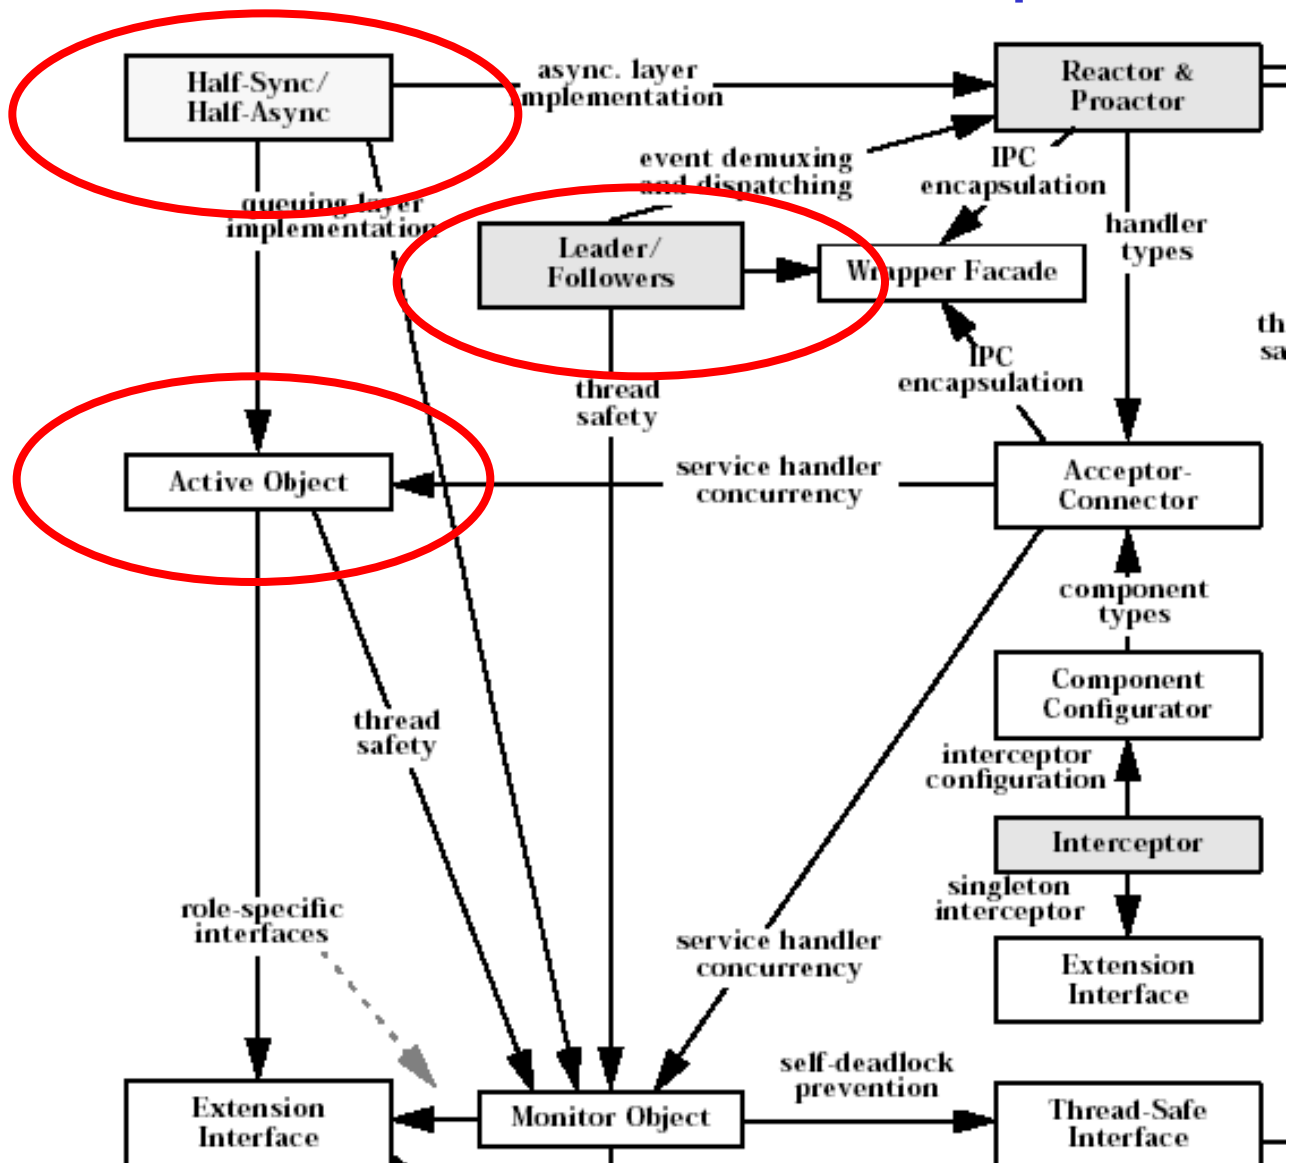 Half-Sync/
Half-Async
async. layer
implementation
Reactor &
Proactor
event demuxing
and dispatching
IPC
encapsulation
queuing layer
implementation
Leader/
Followers
Wrapper Facade
handler
types
th
sa
IPC
encapsulation
thread
safety
Active Object
service handler
concurrency
Acceptor-
Connector
component
types
Component
Configurator
thread
safety
interceptor
configuration
Interceptor
singleton
interceptor
role-specific
interfaces
service handler
concurrency
Extension
Interface
self-deadlock
prevention
Extension
Interface
Monitor Object
Thread-Safe
Interface